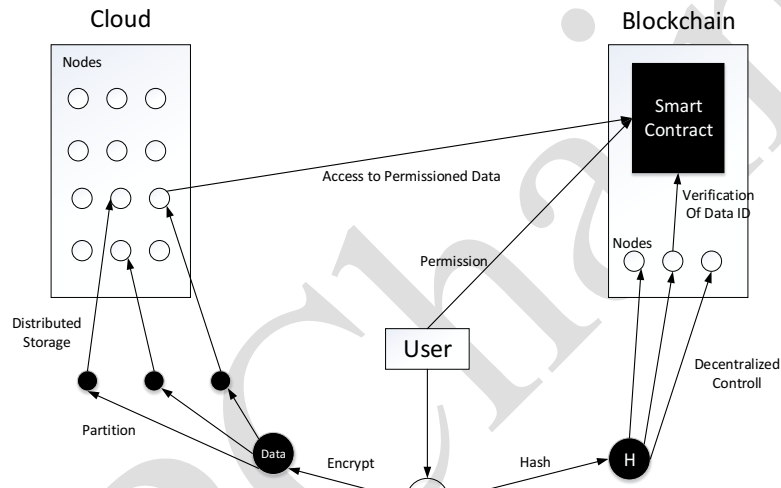 Cloud
Blockchain
Nodes
Smart
Contract
Access to Permissioned Data
Verification
Of Data ID
Nodes
Permission
Distributed
Storage
User
Decentralized
Controll
Partition
Data
Encrypt
Hash
H